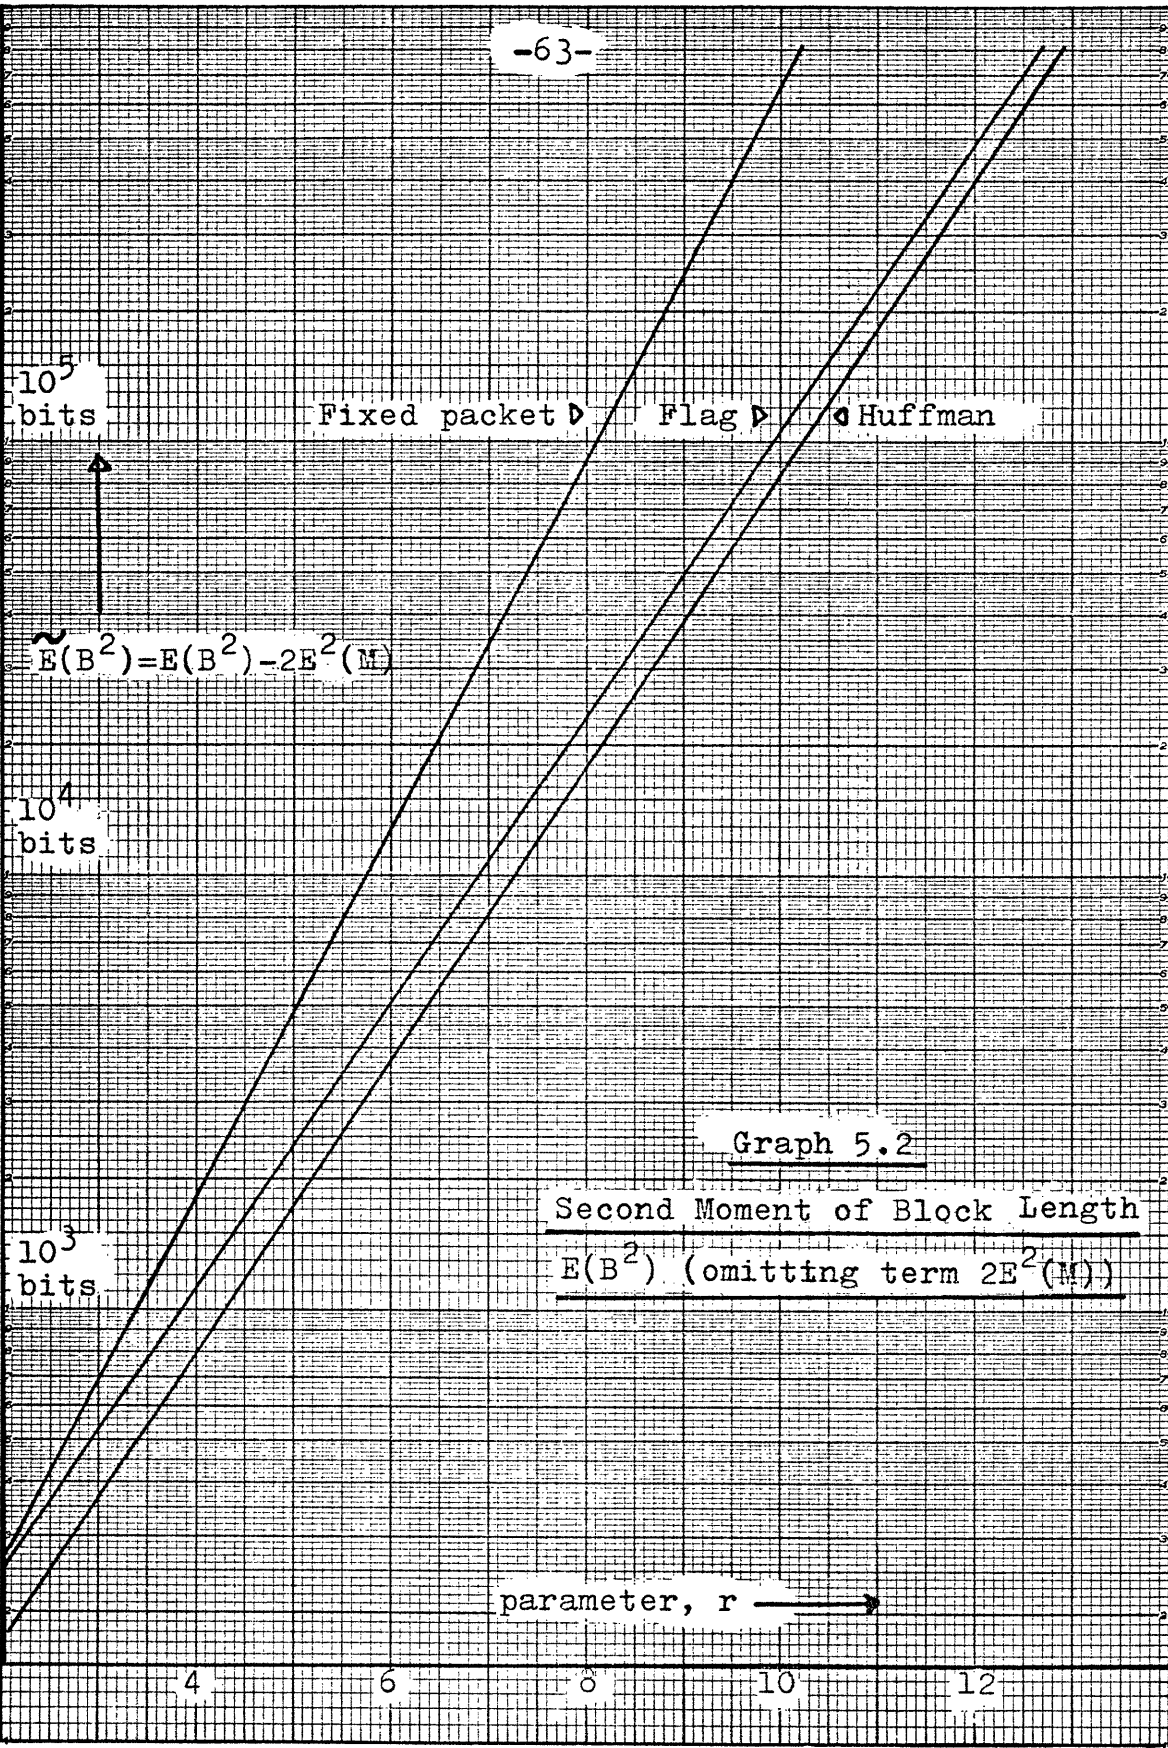 -63-
10^5
bits
Fixed packet ▷ Flag ▷ ◁ Huffman
Ẽ(B^2)=E(B^2)-2E^2(M)
10^4
bits
Graph 5.2
Second Moment of Block Length
E(B^2) (omitting term 2E^2(M))
10^3
bits
parameter, r
4 6 8 10 12